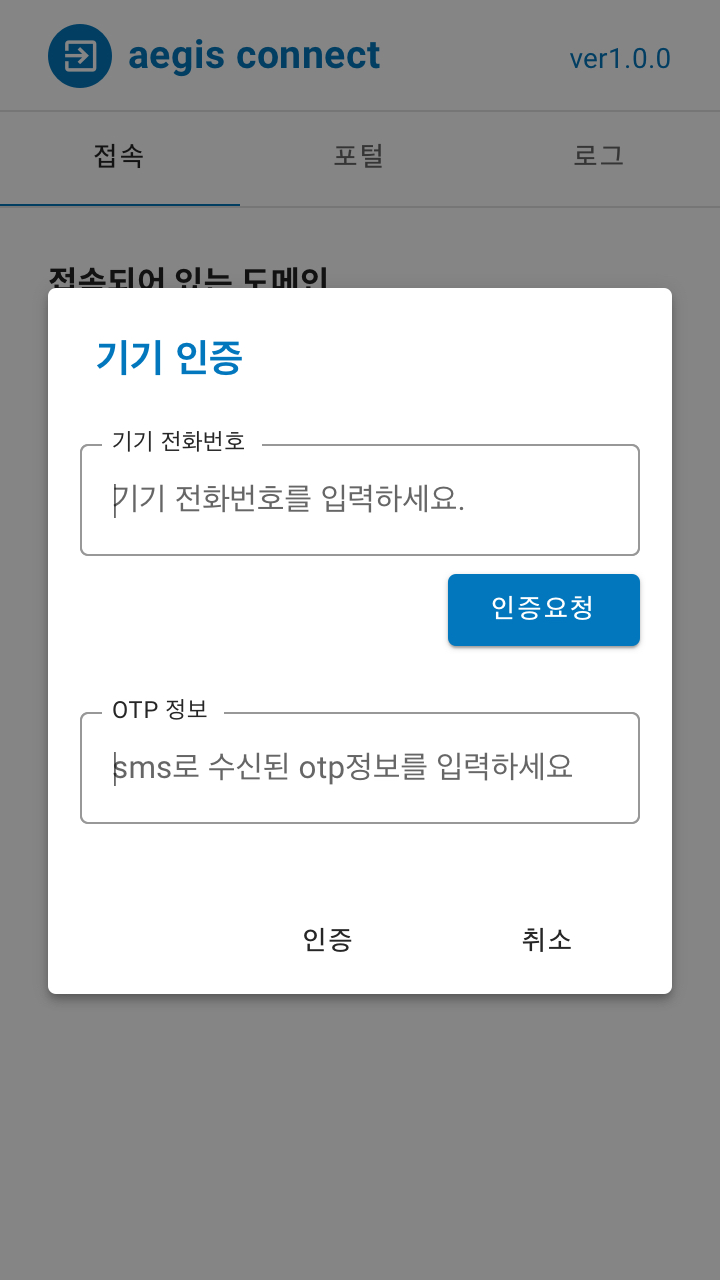 aegis connect
ver1.0.0
접속
포털
로그
접속되어 있는 도메인
기기 인증
기기 전화번호
기기 전화번호를 입력하세요.
인증요청
OTP 정보
sms로 수신된 otp정보를 입력하세요
인증
취소